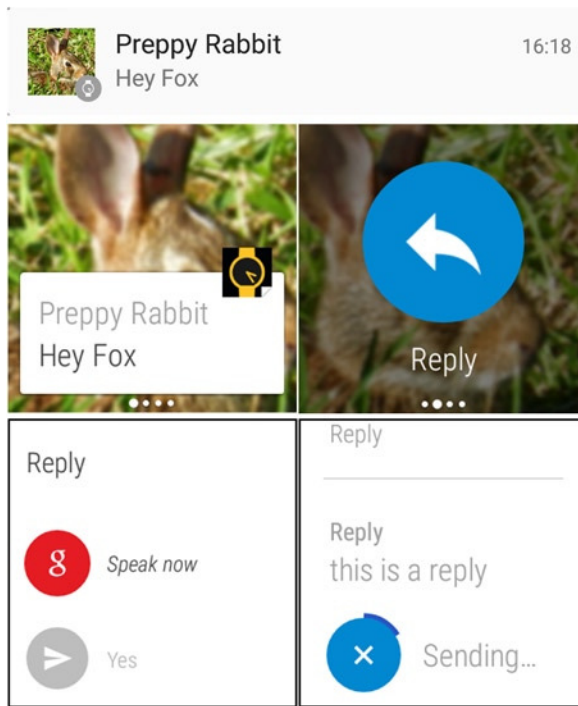 Preppy Rabbit
16:18
Hey Fox
Preppy Rabbit
Hey Fox
Reply
Reply
g
Speak now
Yes
Reply
Reply
this is a reply
Sending...